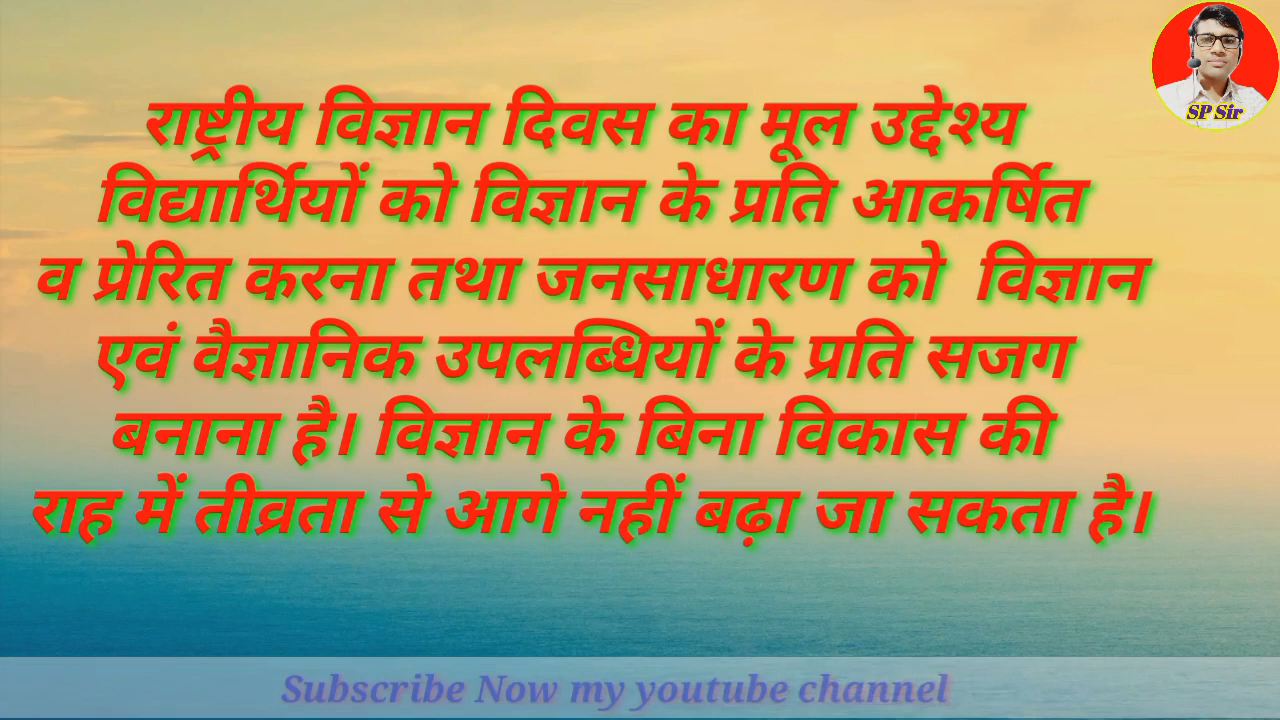 SP Sir
राष्ट्रीय विज्ञान दिवस का मूल उद्देश्य
विद्यार्थियों को विज्ञान के प्रति आकर्षित
व प्रेरित करना तथा जनसाधारण को विज्ञान
एवं वैज्ञानिक उपलब्धियों के प्रति सजग
बनाना है। विज्ञान के बिना विकास की
राह में तीव्रता से आगे नहीं बढ़ा जा सकता है।
Subscribe Now my youtube channel